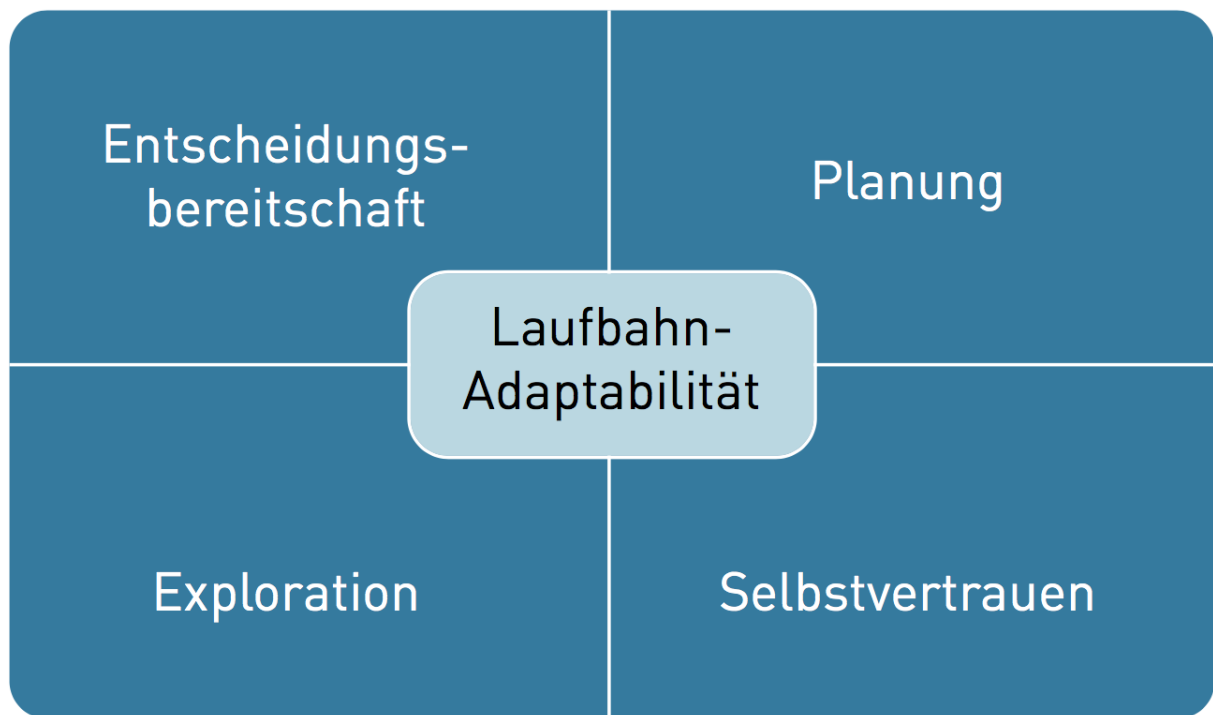 Entscheidungs-
bereitschaft
Planung
Laufbahn-
Adaptabilität
Exploration
Selbstvertrauen